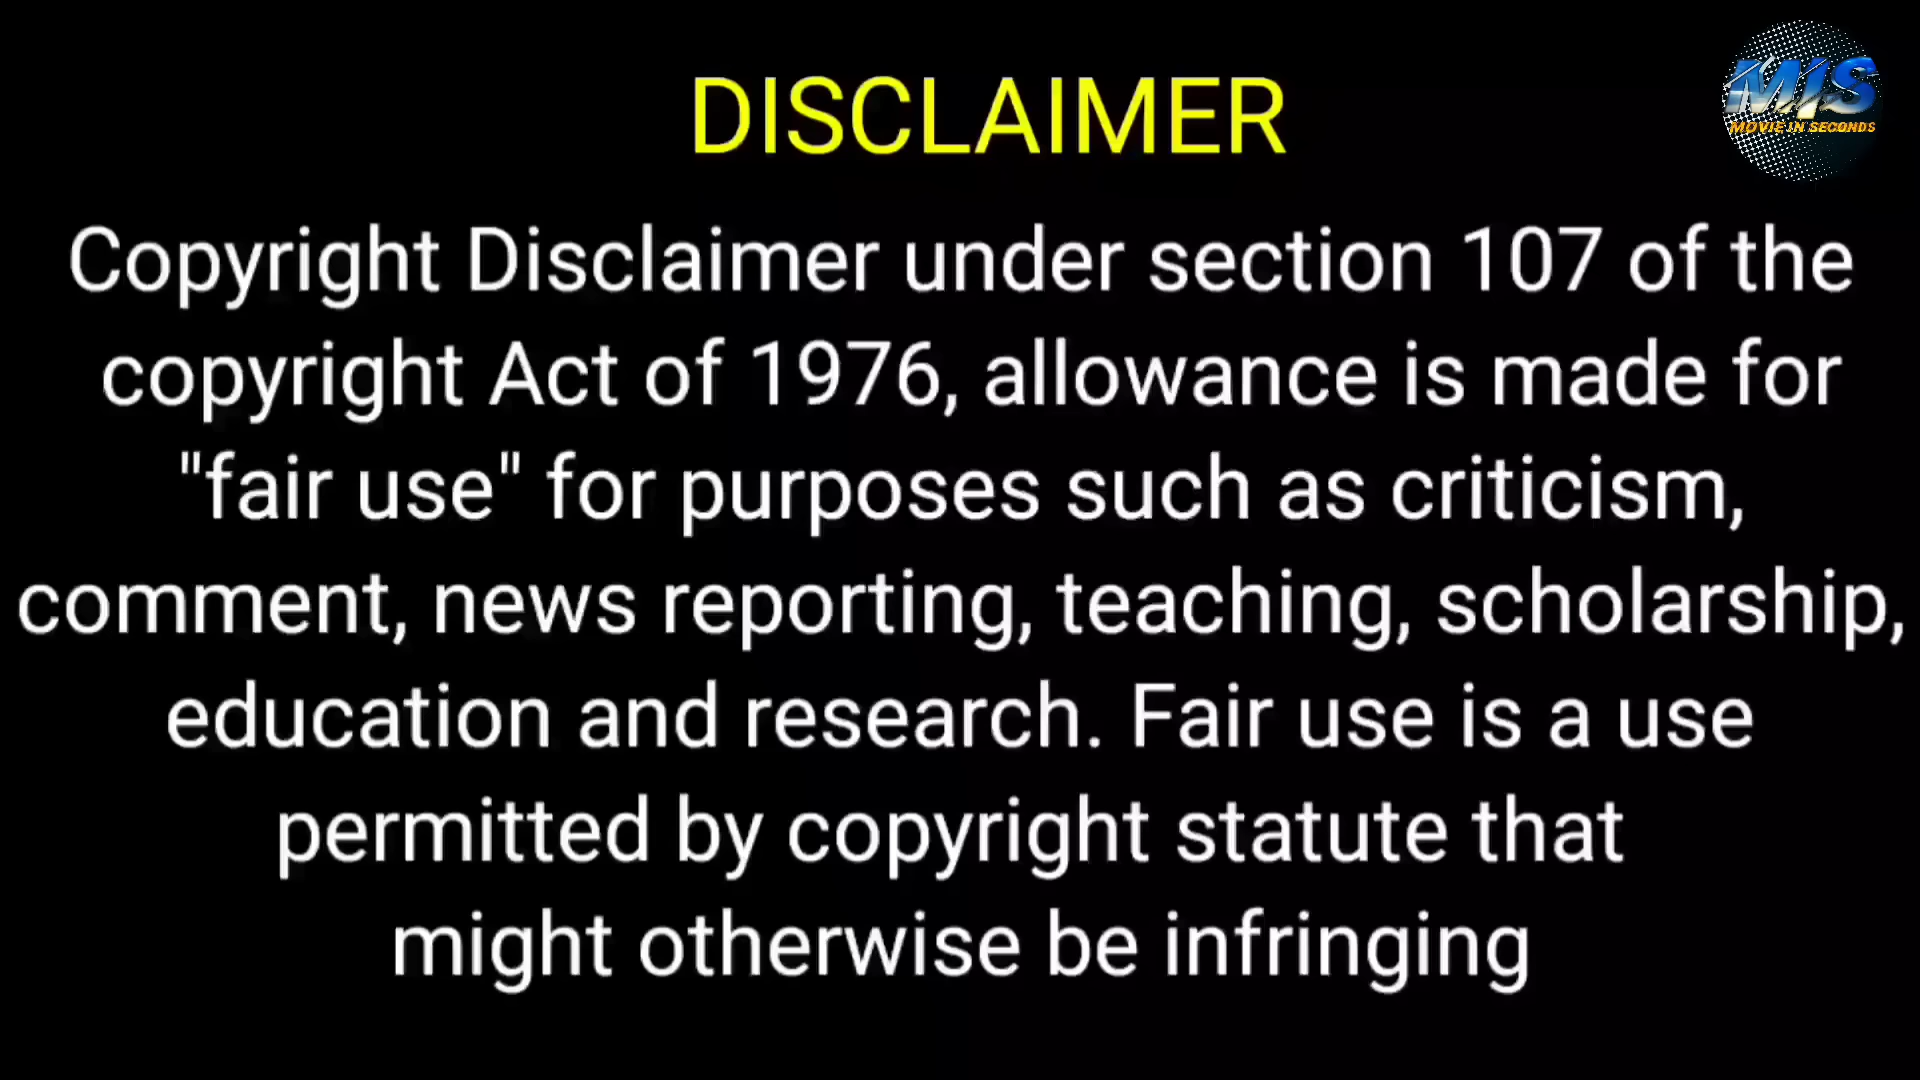 MIS
MOVIE IN SECONDS
DISCLAIMER
Copyright Disclaimer under section 107 of the
copyright Act of 1976, allowance is made for
"fair use" for purposes such as criticism,
comment, news reporting, teaching, scholarship,
education and research. Fair use is a use
permitted by copyright statute that
might otherwise be infringing